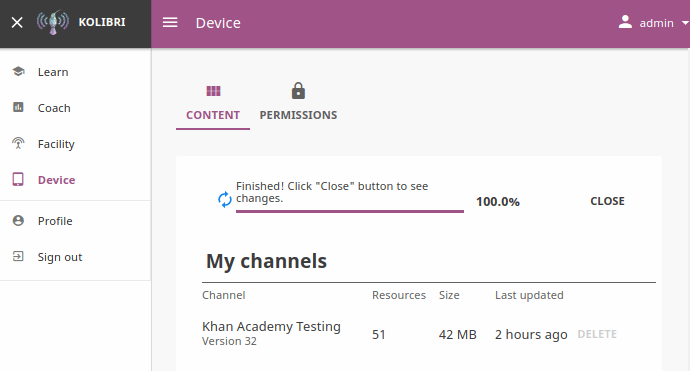 KOLIBRI
Device
admin
Learn
Coach
Facility
Device
Profile
Sign out
CONTENT
PERMISSIONS
Finished! Click "Close" button to see
changes.
100.0%
CLOSE
My channels
Channel Resources Size Last updated
Khan Academy Testing
Version 32
51 42 MB 2 hours ago DELETE